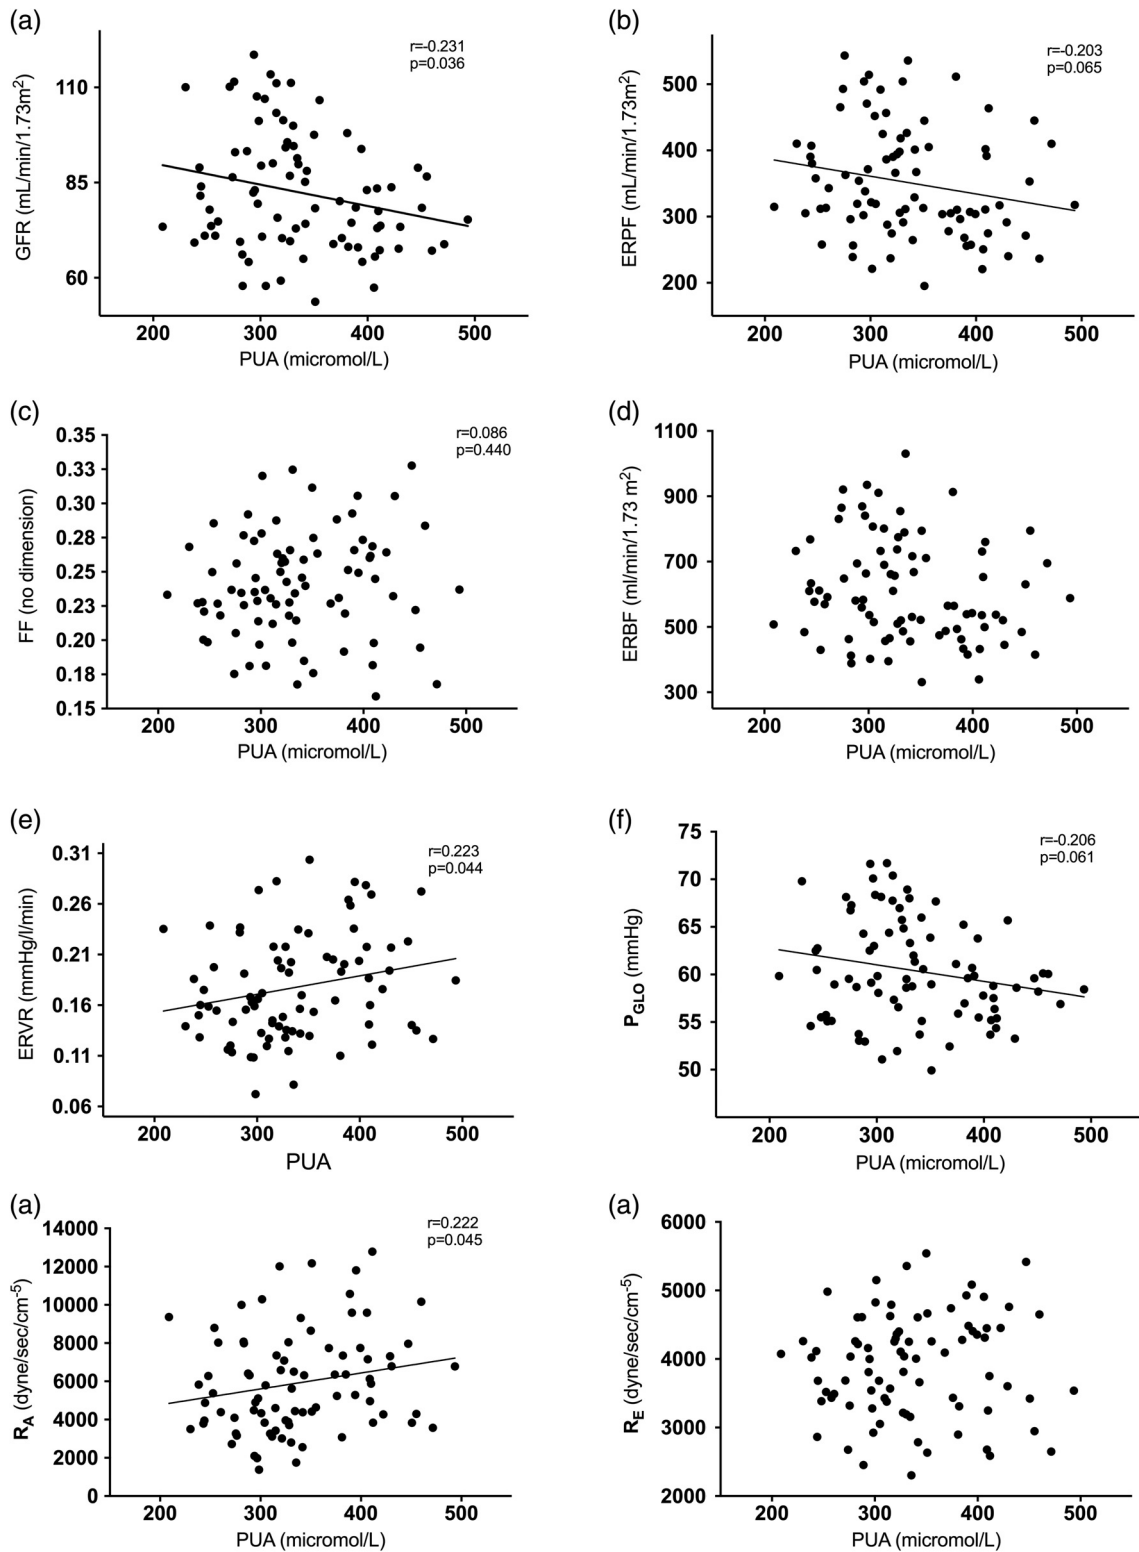 (a)
r=-0.231
p=0.036
GFR (mL/min/1.73m²)
110
85
60
200 300 400 500
PUA (micromol/L)
(b)
r=-0.203
p=0.065
ERPF (mL/min/1.73m²)
500
400
300
200
200 300 400 500
PUA (micromol/L)
(c)
r=0.086
p=0.440
FF (no dimension)
0.35
0.33
0.30
0.28
0.25
0.23
0.20
0.18
0.15
200 300 400 500
PUA (micromol/L)
(d)
ERBF (ml/min/1.73 m²)
1100
900
700
500
300
200 300 400 500
PUA (micromol/L)
(e)
r=0.223
p=0.044
ERVR (mmHg/l/min)
0.31
0.26
0.21
0.16
0.11
0.06
200 300 400 500
PUA
(f)
r=-0.206
p=0.061
P_GLO (mmHg)
75
70
65
60
55
50
200 300 400 500
PUA (micromol/L)
(a)
r=0.222
p=0.045
R_A (dyne/sec/cm⁻⁵)
14000
12000
10000
8000
6000
4000
2000
0
200 300 400 500
PUA (micromol/L)
(a)
R_E (dyne/sec/cm⁻⁵)
6000
5000
4000
3000
2000
200 300 400 500
PUA (micromol/L)